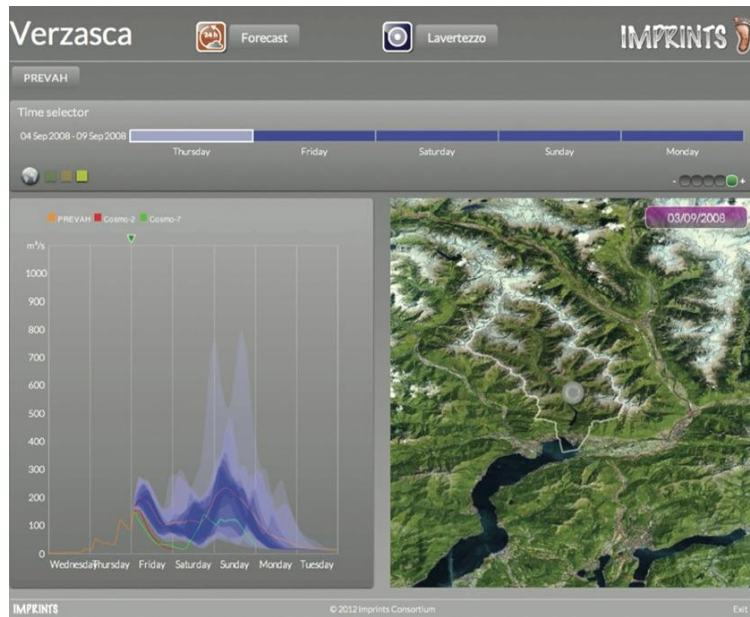 Verzasca
24h
Forecast
Lavertezzo
IMPRINTS
PREVAH
Time selector
04 Sep 2008 - 09 Sep 2008
Thursday Friday Saturday Sunday Monday
- +
PREVAH Cosmo-2 Cosmo-7
03/09/2008
m³/s
1000
900
800
700
600
500
400
300
200
100
0
Wednesday Thursday Friday Saturday Sunday Monday Tuesday
IMPRINTS
© 2012 Imprints Consortium
Exit